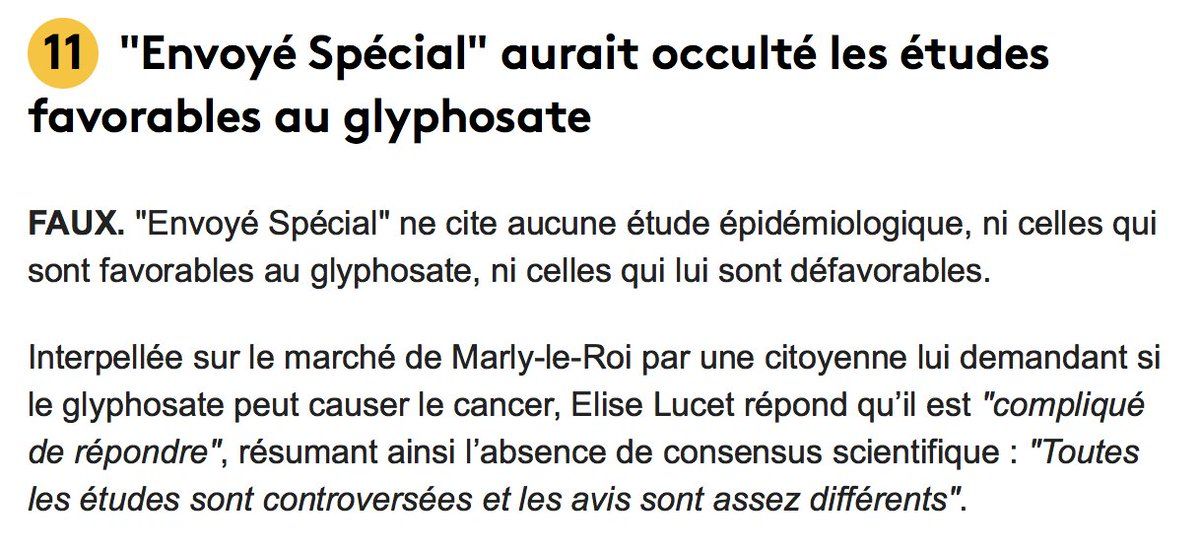 11 "Envoyé Spécial" aurait occulté les études
favorables au glyphosate
FAUX. "Envoyé Spécial" ne cite aucune étude épidémiologique, ni celles qui
sont favorables au glyphosate, ni celles qui lui sont défavorables.
Interpellée sur le marché de Marly-le-Roi par une citoyenne lui demandant si
le glyphosate peut causer le cancer, Elise Lucet répond qu’il est "compliqué
de répondre", résumant ainsi l’absence de consensus scientifique : "Toutes
les études sont controversées et les avis sont assez différents".